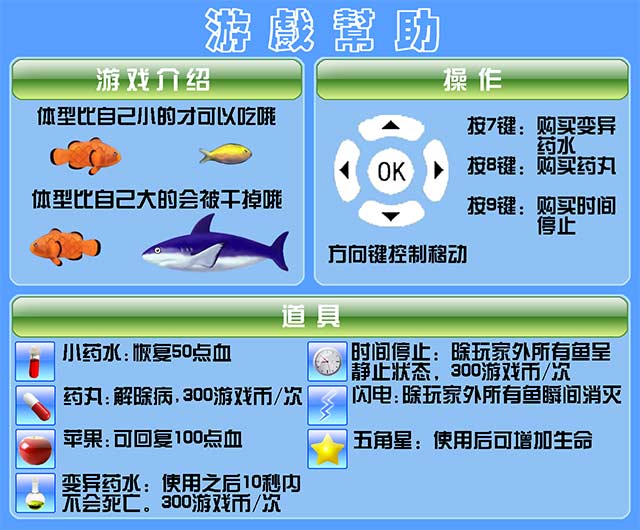 游戲幫助
游戏介绍
体型比自己小的才可以吃哦
体型比自己大的会被干掉哦
操作
OK
按7键：购买变异
药水
按8键：购买药丸
按9键：购买时间
停止
方向键控制移动
道具
小药水:恢复50点血
药丸:解除病,300游戏币/次
苹果:可回复100点血
变异药水：使用之后10秒内
不会死亡。300游戏币/次
时间停止：除玩家外所有鱼呈
静止状态，300游戏币/次
闪电:除玩家外所有鱼瞬间消灭
五角星：使用后可增加生命